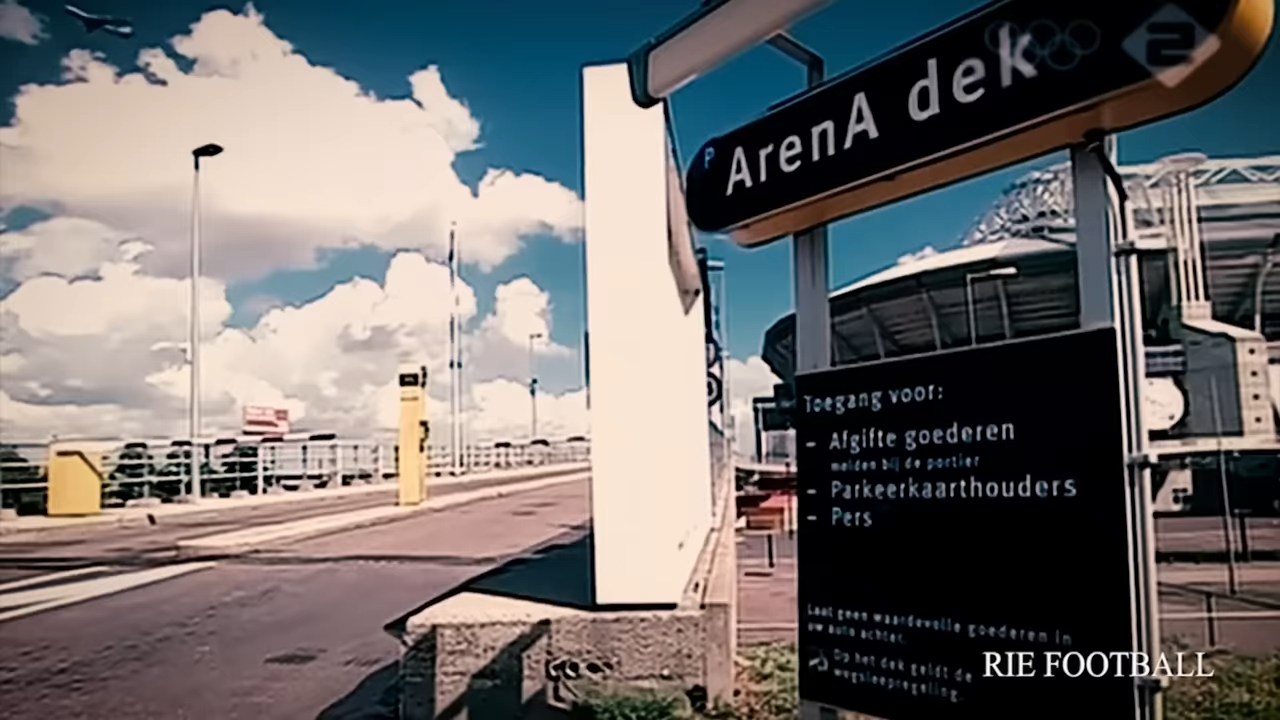 2
P ArenA dek
Toegang voor:
- Afgifte goederen
melden bij de portier
- Parkeerkaarthouders
- Pers
Laat geen waardevolle goederen in
uw auto achter.
Op het dek geldt de
wegsleepregeling.
RIE FOOTBALL